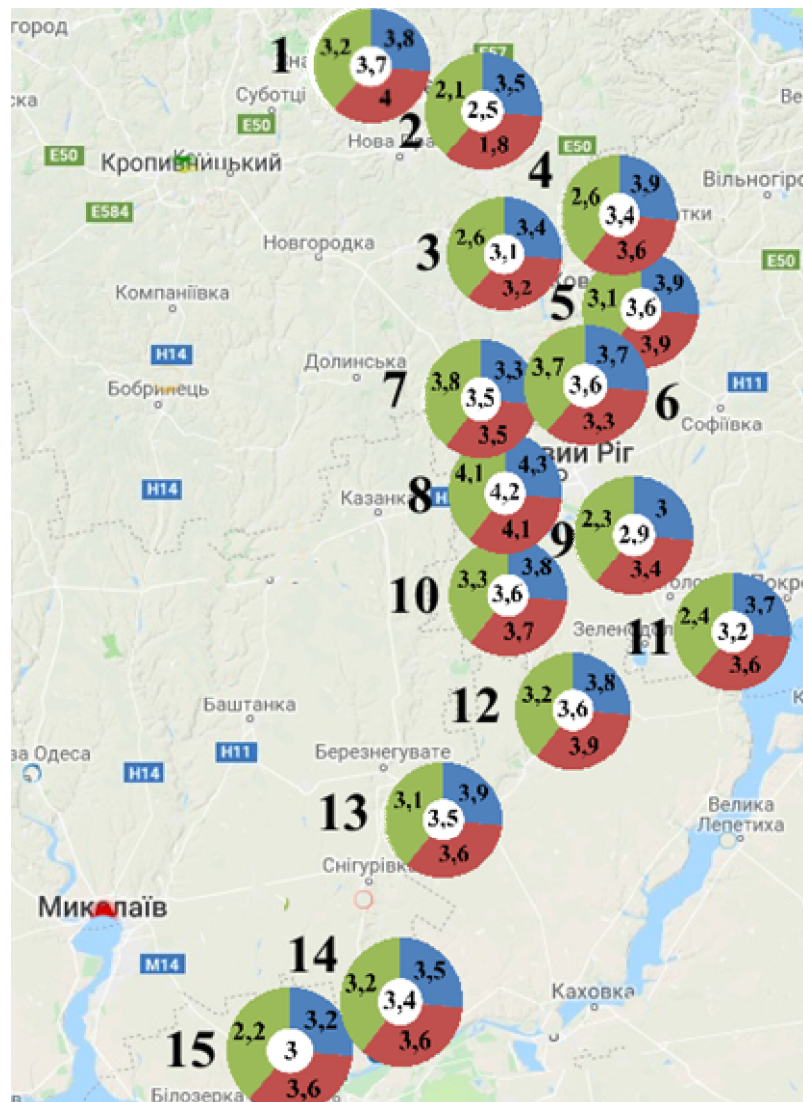 город
3,2
3,8
3,7
4
1
Суботці
E50
E57
2,1
3,5
2,5
1,8
2
Нова
E50
Кропивницький
E584
E50
Вільногір
4
2,6
3,9
3,4
3,6
тки
E50
Новгородка
3
2,6
3,4
3,1
3,2
Компаніївка
5
3,1
3,9
3,6
3,9
H14
Долинська
Бобринець
7
3,8
3,3
3,5
3,5
3,7
3,7
3,6
3,3
6
H11
Софіївка
вий Ріг
H14
Казанка
8
4,1
4,3
4,2
4,1
9
2,3
3
2,9
3,4
10
3,3
3,8
3,6
3,7
Зеленодол
11
2,4
3,7
3,2
3,6
Баштанка
12
3,2
3,8
3,6
3,9
ва Одеса
H11
H14
Березнегувате
13
3,1
3,9
3,5
3,6
Велика
Лепетиха
Снігурівка
Миколаїв
M14
14
3,2
3,5
3,4
3,6
Каховка
15
2,2
3,2
3
3,6
Білозерка